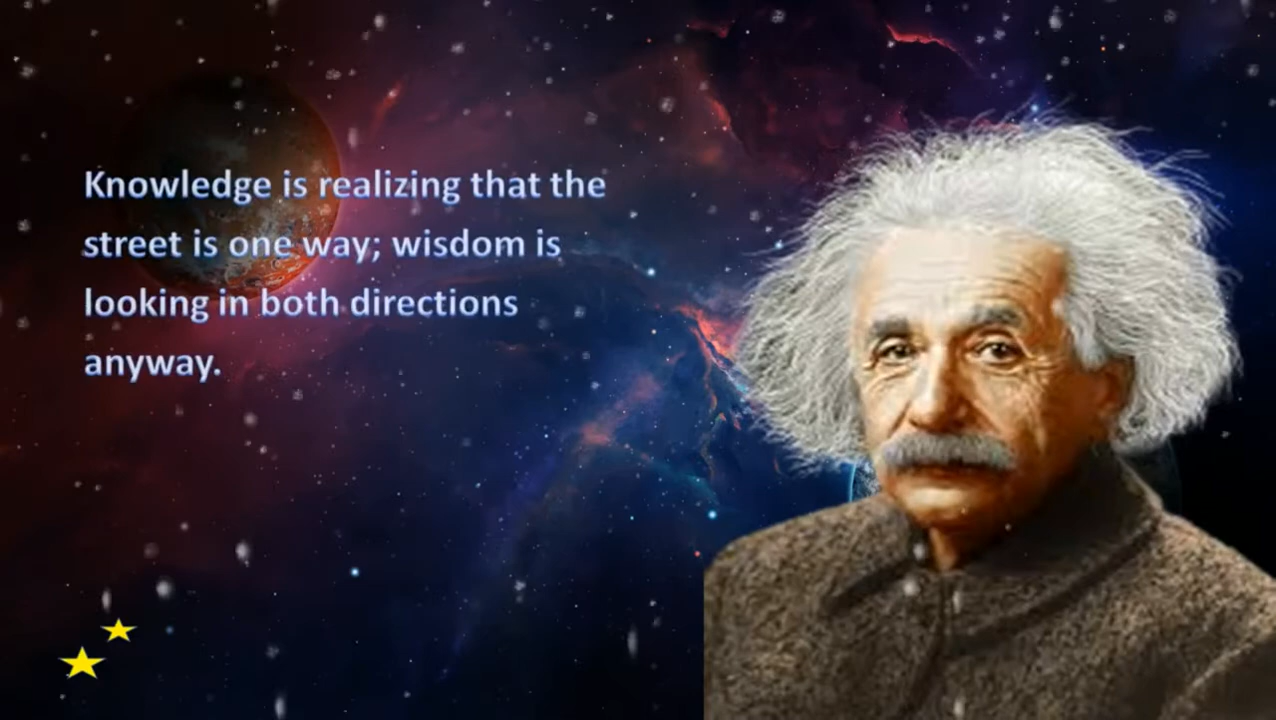 Knowledge is realizing that the
street is one way; wisdom is
looking in both directions
anyway.